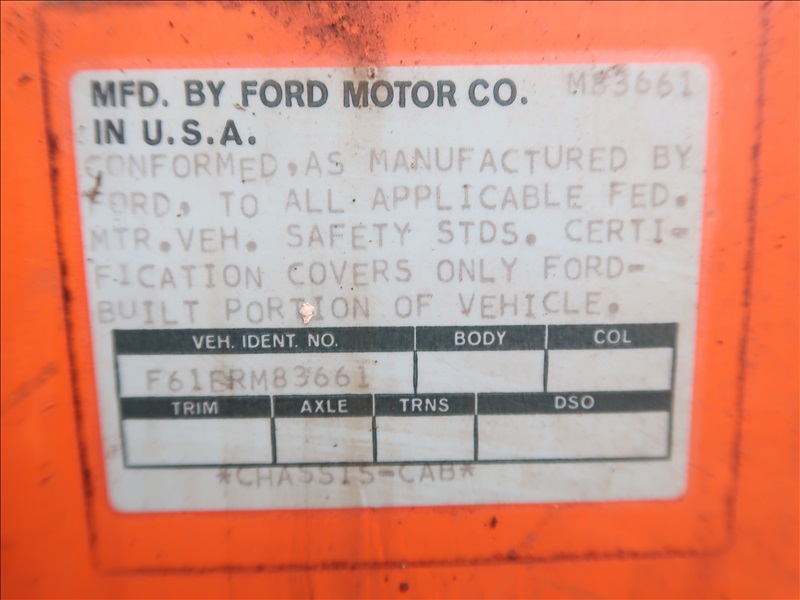 MFD. BY FORD MOTOR CO. M83661
IN U.S.A.
CONFORMED,AS MANUFACTURED BY
FORD, TO ALL APPLICABLE FED.
MTR.VEH. SAFETY STDS. CERTI-
FICATION COVERS ONLY FORD-
BUILT PORTION OF VEHICLE.
VEH. IDENT. NO. BODY COL
F61ERM83661
TRIM AXLE TRNS DSO
*CHASSIS-CAB*